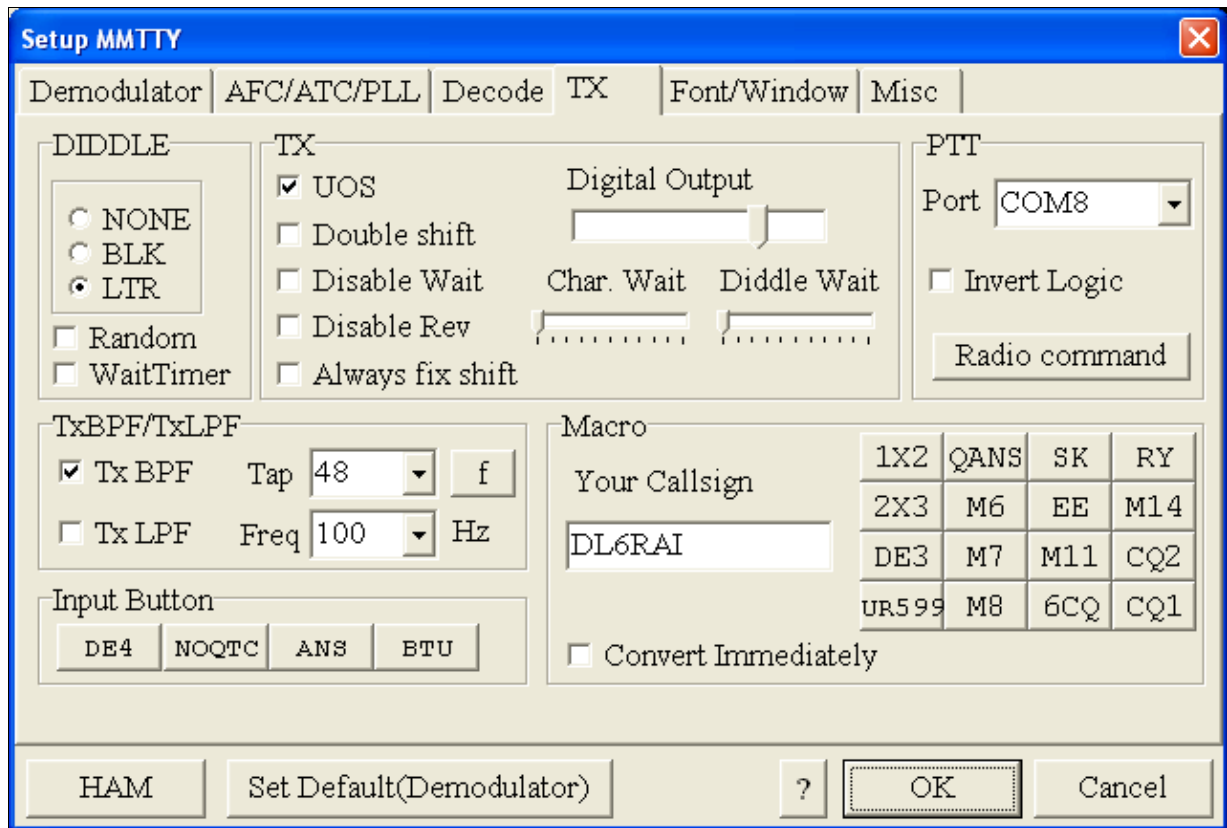 Setup MMTTY
Demodulator AFC/ATC/PLL Decode TX Font/Window Misc
DIDDLE
NONE
BLK
LTR
Random
WaitTimer
TX
UOS
Double shift
Disable Wait
Disable Rev
Always fix shift
Digital Output
Char. Wait Diddle Wait
PTT
Port COM8
Invert Logic
Radio command
TxBPF/TxLPF
Tx BPF Tap 48 f
Tx LPF Freq 100 Hz
Input Button
DE4 NOQTC ANS BTU
Macro
Your Callsign
DL6RAI
Convert Immediately
1X2 QANS SK RY
2X3 M6 EE M14
DE3 M7 M11 CQ2
UR599 M8 6CQ CQ1
HAM Set Default(Demodulator) ? OK Cancel